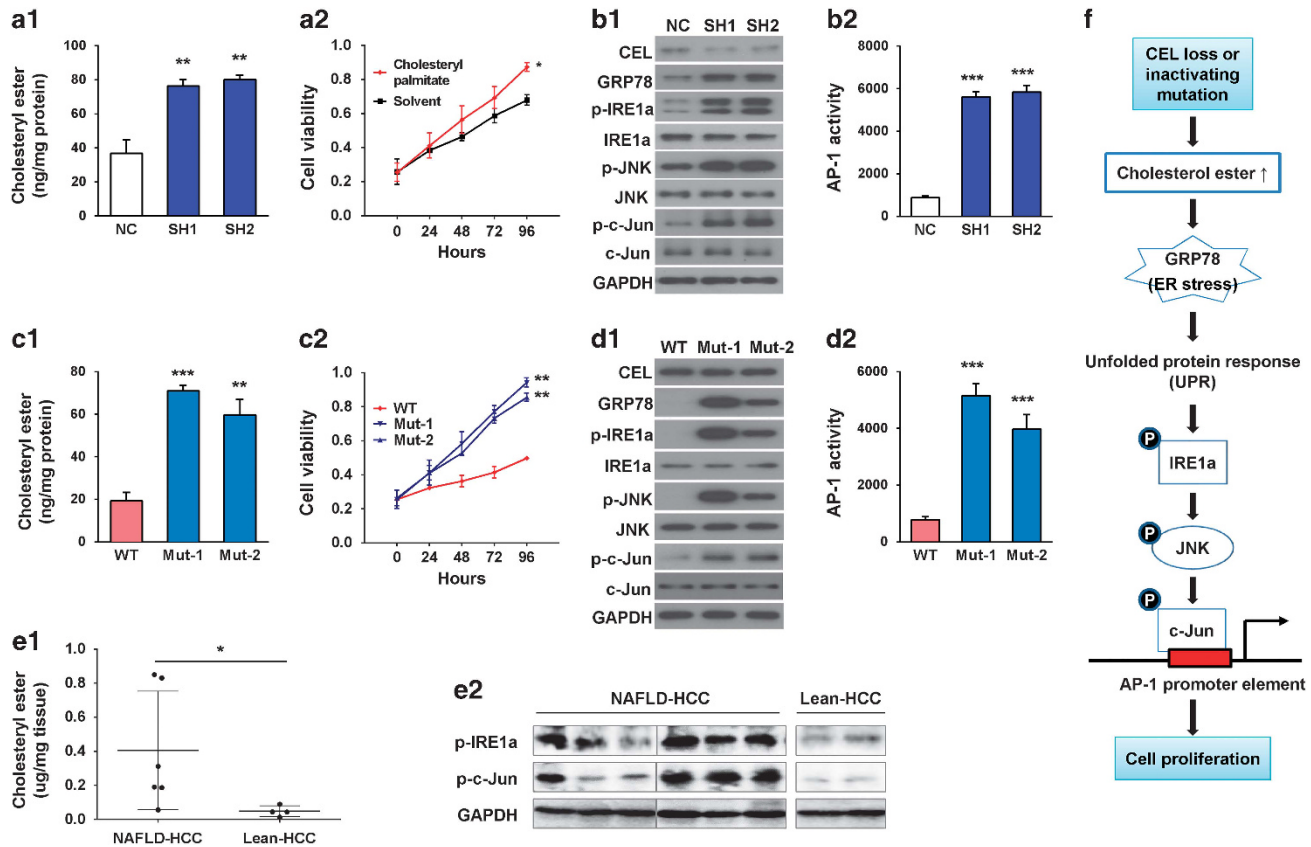 a1
Cholesteryl ester
(ng/mg protein)
100
80
60
40
20
0
**
**
NC
SH1
SH2
a2
Cell viability
1.0
0.8
0.6
0.4
0.2
0.0
Cholesteryl
palmitate
Solvent
*
0 24 48 72 96
Hours
b1
NC SH1 SH2
CEL
GRP78
p-IRE1a
IRE1a
p-JNK
JNK
p-c-Jun
c-Jun
GAPDH
b2
AP-1 activity
8000
6000
4000
2000
0
***
***
NC
SH1
SH2
c1
Cholesteryl ester
(ng/mg protein)
100
80
60
40
20
0
***
**
WT
Mut-1
Mut-2
c2
Cell viability
1.0
0.8
0.6
0.4
0.2
0.0
WT
Mut-1
Mut-2
**
**
0 24 48 72 96
Hours
d1
WT Mut-1 Mut-2
CEL
GRP78
p-IRE1a
IRE1a
p-JNK
JNK
p-c-Jun
c-Jun
GAPDH
d2
AP-1 activity
6000
4000
2000
0
***
***
WT
Mut-1
Mut-2
e1
Cholesteryl ester
(ug/mg tissue)
1.0
0.8
0.6
0.4
0.2
0.0
*
NAFLD-HCC
Lean-HCC
e2
NAFLD-HCC
Lean-HCC
p-IRE1a
p-c-Jun
GAPDH
f
CEL loss or
inactivating
mutation
Cholesterol ester ↑
GRP78
(ER stress)
Unfolded protein response
(UPR)
P
IRE1a
P
JNK
P
c-Jun
AP-1 promoter element
Cell proliferation